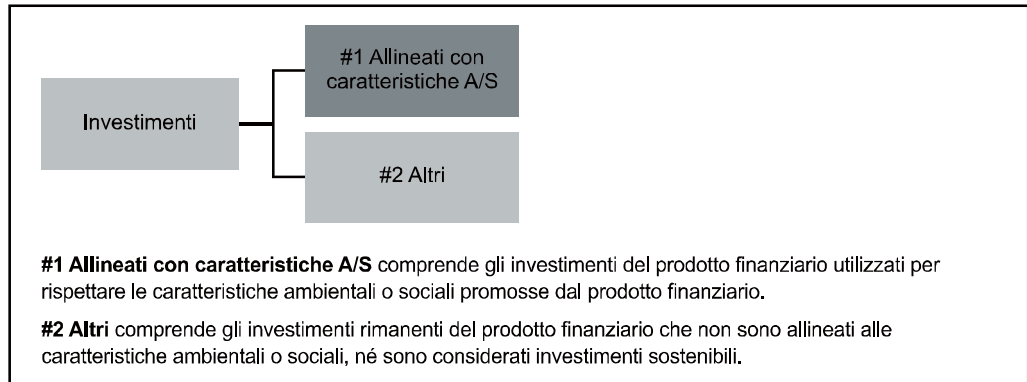 #1 Allineati con
caratteristiche A/S
Investimenti
#2 Altri
#1 Allineati con caratteristiche A/S comprende gli investimenti del prodotto finanziario utilizzati per
rispettare le caratteristiche ambientali o sociali promosse dal prodotto finanziario.
#2 Altri comprende gli investimenti rimanenti del prodotto finanziario che non sono allineati alle
caratteristiche ambientali o sociali, né sono considerati investimenti sostenibili.